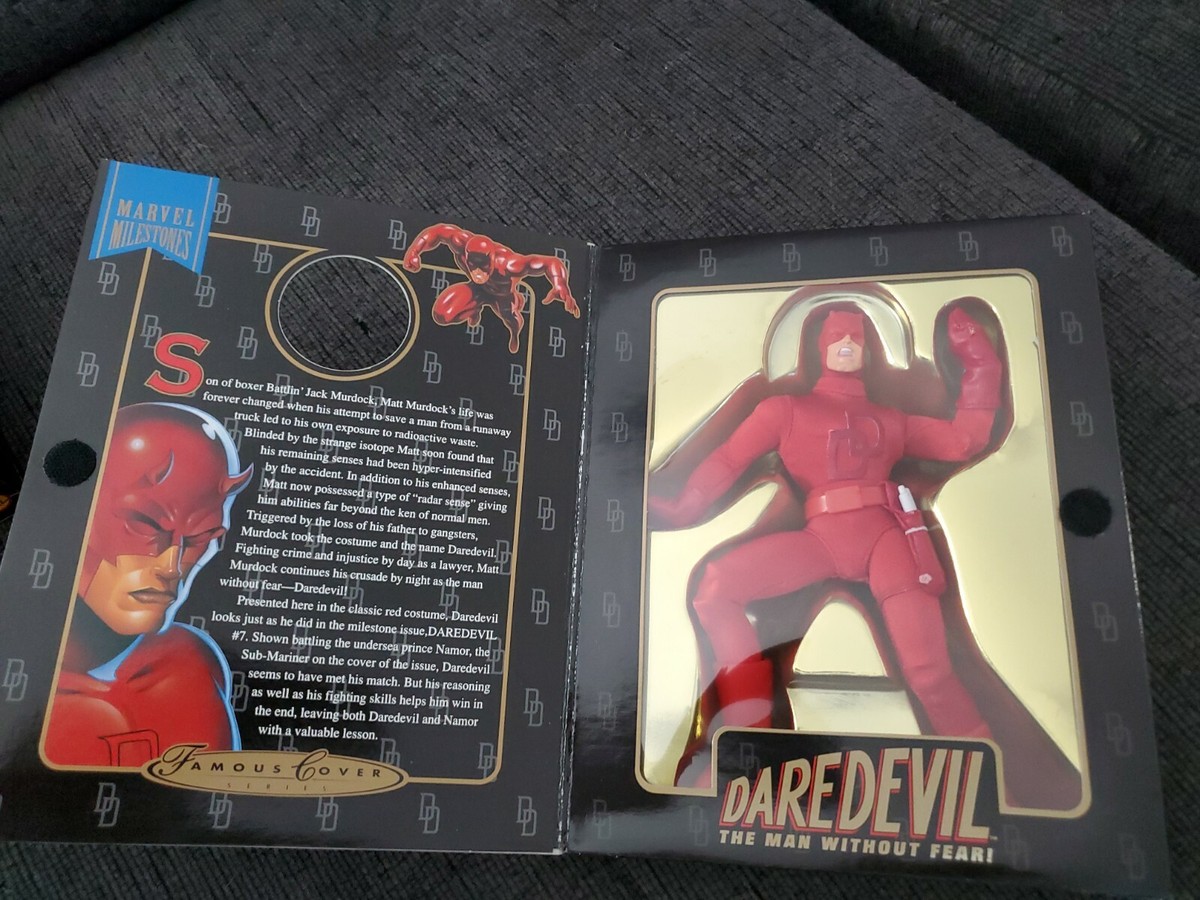 MARVEL
MILESTONES
Son of boxer Battlin' Jack Murdock, Matt Murdock's life was
forever changed when his attempt to save a man from a runaway
truck led to his own exposure to radioactive waste.
Blinded by the strange isotope Matt soon found that
his remaining senses had been hyper-intensified
by the accident. In addition to his enhanced senses,
Matt now possessed a type of "radar sense" giving
him abilities far beyond the ken of normal men.
Triggered by the loss of his father to gangsters,
Murdock took the costume and the name Daredevil.
Fighting crime and injustice by day as a lawyer, Matt
Murdock continues his crusade by night as the man
without fear—Daredevil!
Presented here in the classic red costume, Daredevil
looks just as he did in the milestone issue,DAREDEVIL
#7. Shown battling the undersea prince Namor, the
Sub-Mariner on the cover of the issue, Daredevil
seems to have met his match. But his reasoning
as well as his fighting skills helps him win in
the end, leaving both Daredevil and Namor
with a valuable lesson.
FAMOUS COVER
SERIES
DD
DAREDEVIL
THE MAN WITHOUT FEAR!